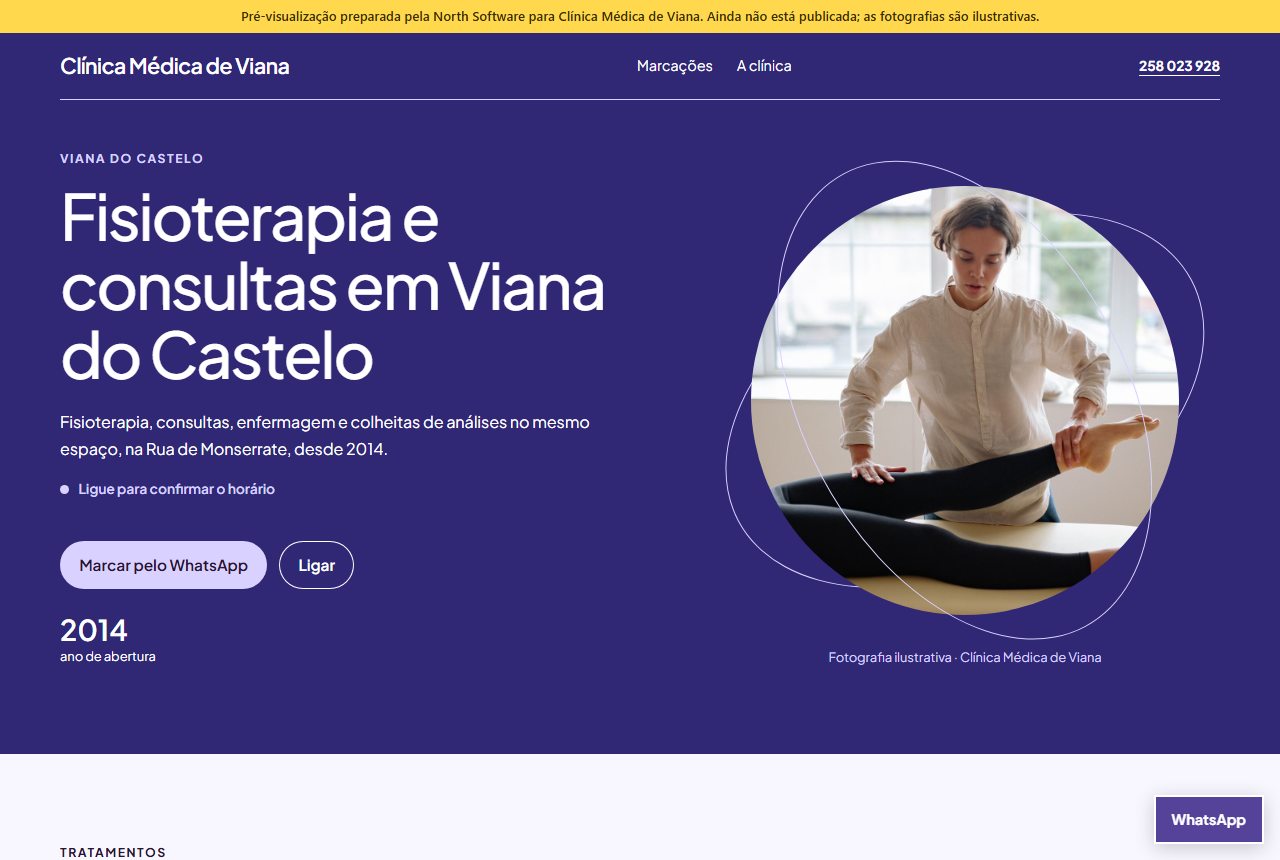 Pré-visualização preparada pela North Software para Clínica Médica de Viana. Ainda não está publicada; as fotografias são ilustrativas.
Clínica Médica de Viana
Marcações
A clínica
258 023 928
VIANA DO CASTELO
Fisioterapia e
consultas em Viana
do Castelo
Fisioterapia, consultas, enfermagem e colheitas de análises no mesmo
espaço, na Rua de Monserrate, desde 2014.
Ligue para confirmar o horário
Marcar pelo WhatsApp
Ligar
2014
ano de abertura
Fotografia ilustrativa · Clínica Médica de Viana
WhatsApp
TRATAMENTOS